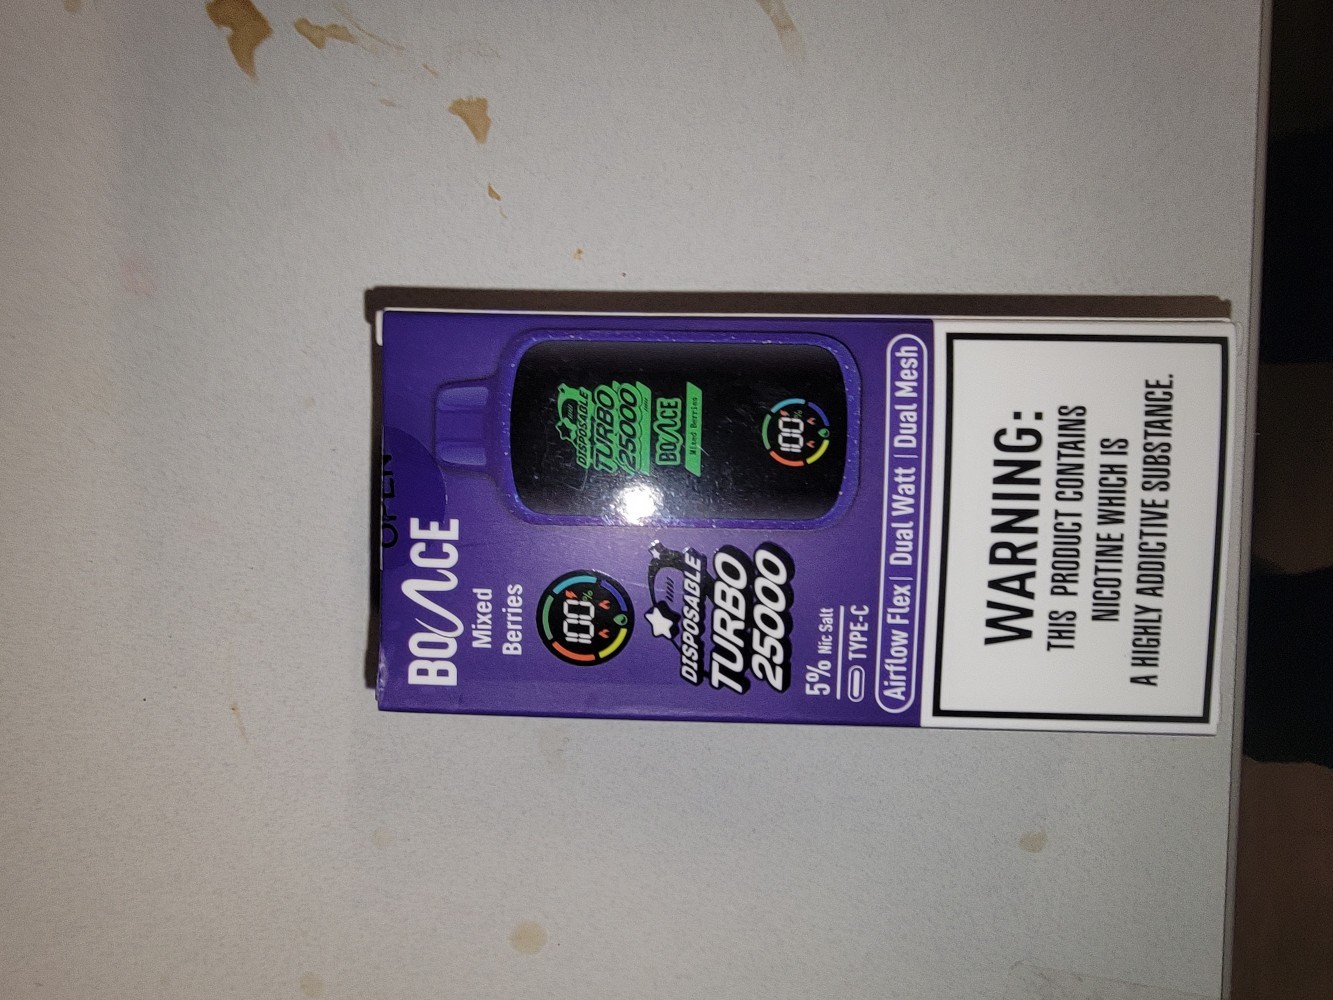 OPEN
BOUNCE
Mixed
Berries
100%
DISPOSABLE
TURBO
25000
5% Nic Salt
TYPE-C
DISPOSABLE
TURBO
25000
BOUNCE
Mixed Berries
100%
Airflow Flex | Dual Watt | Dual Mesh
WARNING:
THIS PRODUCT CONTAINS
NICOTINE WHICH IS
A HIGHLY ADDICTIVE SUBSTANCE.